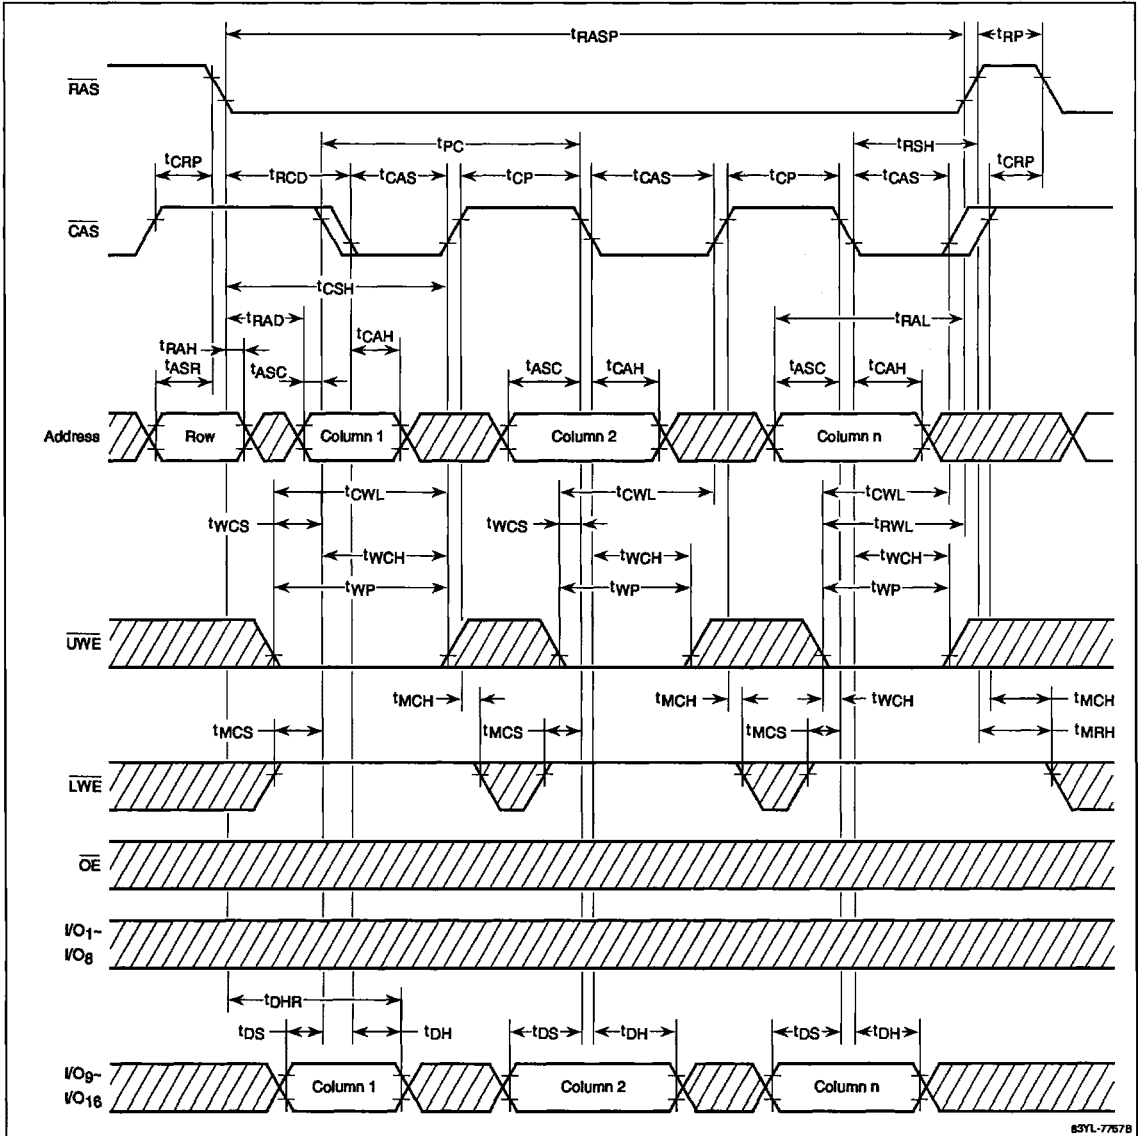 tRASP tRP
RAS
tPC tRSH
tCRP tRCD tCAS tCP tCAS tCP tCAS tCRP
CAS
tCSH
tRAD tRAL
tRAH tCAH
tASR tASC tASC tCAH tASC tCAH
Address Row Column 1 Column 2 Column n
tCWL tCWL tCWL
tWCS tWCS tRWL
tWCH tWCH tWCH
tWP tWP tWP
UWE
tMCH tMCH tWCH tMCH
tMCS tMCS tMCS tMRH
LWE
OE
I/O1~
I/O8
tDHR
tDS tDH tDS tDH tDS tDH
I/O9~ Column 1 Column 2 Column n
I/O16
83YL-7757B